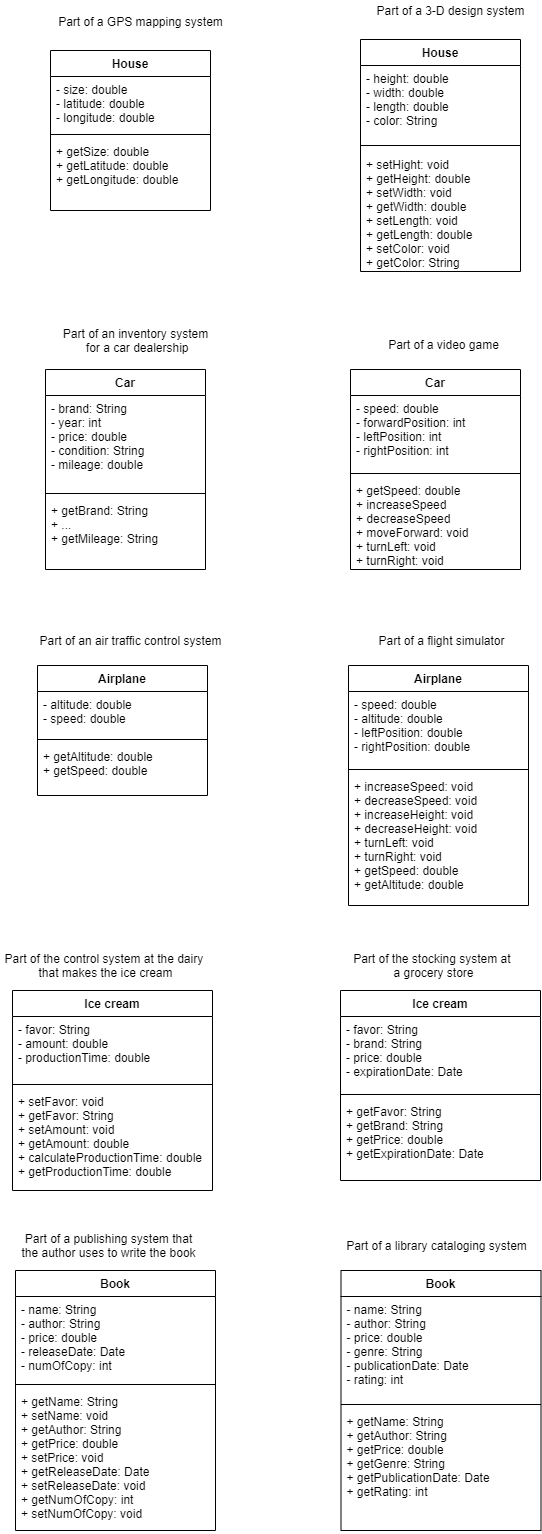 Part of a GPS mapping system
House
- size: double
- latitude: double
- longitude: double
+ getSize: double
+ getLatitude: double
+ getLongitude: double
Part of a 3-D design system
House
- height: double
- width: double
- length: double
- color: String
+ setHight: void
+ getHeight: double
+ setWidth: void
+ getWidth: double
+ setLength: void
+ getLength: double
+ setColor: void
+ getColor: String
Part of an inventory system
for a car dealership
Car
- brand: String
- year: int
- price: double
- condition: String
- mileage: double
+ getBrand: String
+ ...
+ getMileage: String
Part of a video game
Car
- speed: double
- forwardPosition: int
- leftPosition: int
- rightPosition: int
+ getSpeed: double
+ increaseSpeed
+ decreaseSpeed
+ moveForward: void
+ turnLeft: void
+ turnRight: void
Part of an air traffic control system
Airplane
- altitude: double
- speed: double
+ getAltitude: double
+ getSpeed: double
Part of a flight simulator
Airplane
- speed: double
- altitude: double
- leftPosition: double
- rightPosition: double
+ increaseSpeed: void
+ decreaseSpeed: void
+ increaseHeight: void
+ decreaseHeight: void
+ turnLeft: void
+ turnRight: void
+ getSpeed: double
+ getAltitude: double
Part of the control system at the dairy
that makes the ice cream
Ice cream
- favor: String
- amount: double
- productionTime: double
+ setFavor: void
+ getFavor: String
+ setAmount: void
+ getAmount: double
+ calculateProductionTime: double
+ getProductionTime: double
Part of the stocking system at
a grocery store
Ice cream
- favor: String
- brand: String
- price: double
- expirationDate: Date
+ getFavor: String
+ getBrand: String
+ getPrice: double
+ getExpirationDate: Date
Part of a publishing system that
the author uses to write the book
Book
- name: String
- author: String
- price: double
- releaseDate: Date
- numOfCopy: int
+ getName: String
+ setName: void
+ getAuthor: String
+ getPrice: double
+ setPrice: void
+ getReleaseDate: Date
+ setReleaseDate: void
+ getNumOfCopy: int
+ setNumOfCopy: void
Part of a library cataloging system
Book
- name: String
- author: String
- price: double
- genre: String
- publicationDate: Date
- rating: int
+ getName: String
+ getAuthor: String
+ getPrice: double
+ getGenre: String
+ getPublicationDate: Date
+ getRating: int